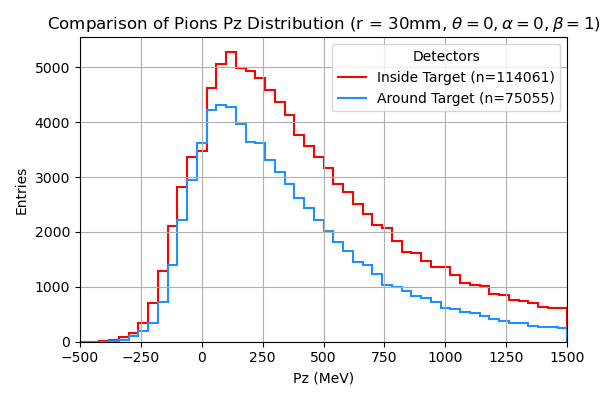 Comparison of Pions Pz Distribution (r = 30mm, θ = 0, α = 0, β = 1)
Detectors
Inside Target (n=114061)
Around Target (n=75055)
Entries
5000
4000
3000
2000
1000
0
−500 −250 0 250 500 750 1000 1250 1500
Pz (MeV)